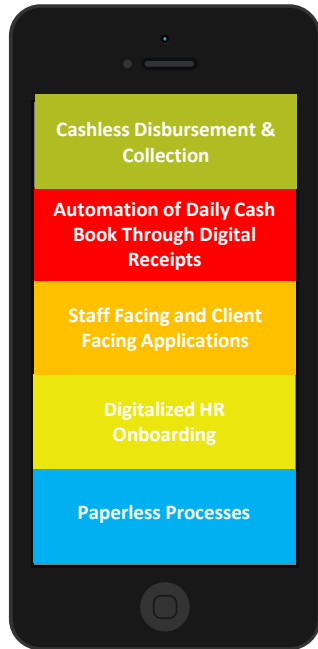 Cashless Disbursement &
Collection
Automation of Daily Cash
Book Through Digital
Receipts
Staff Facing and Client
Facing Applications
Digitalized HR
Onboarding
Paperless Processes